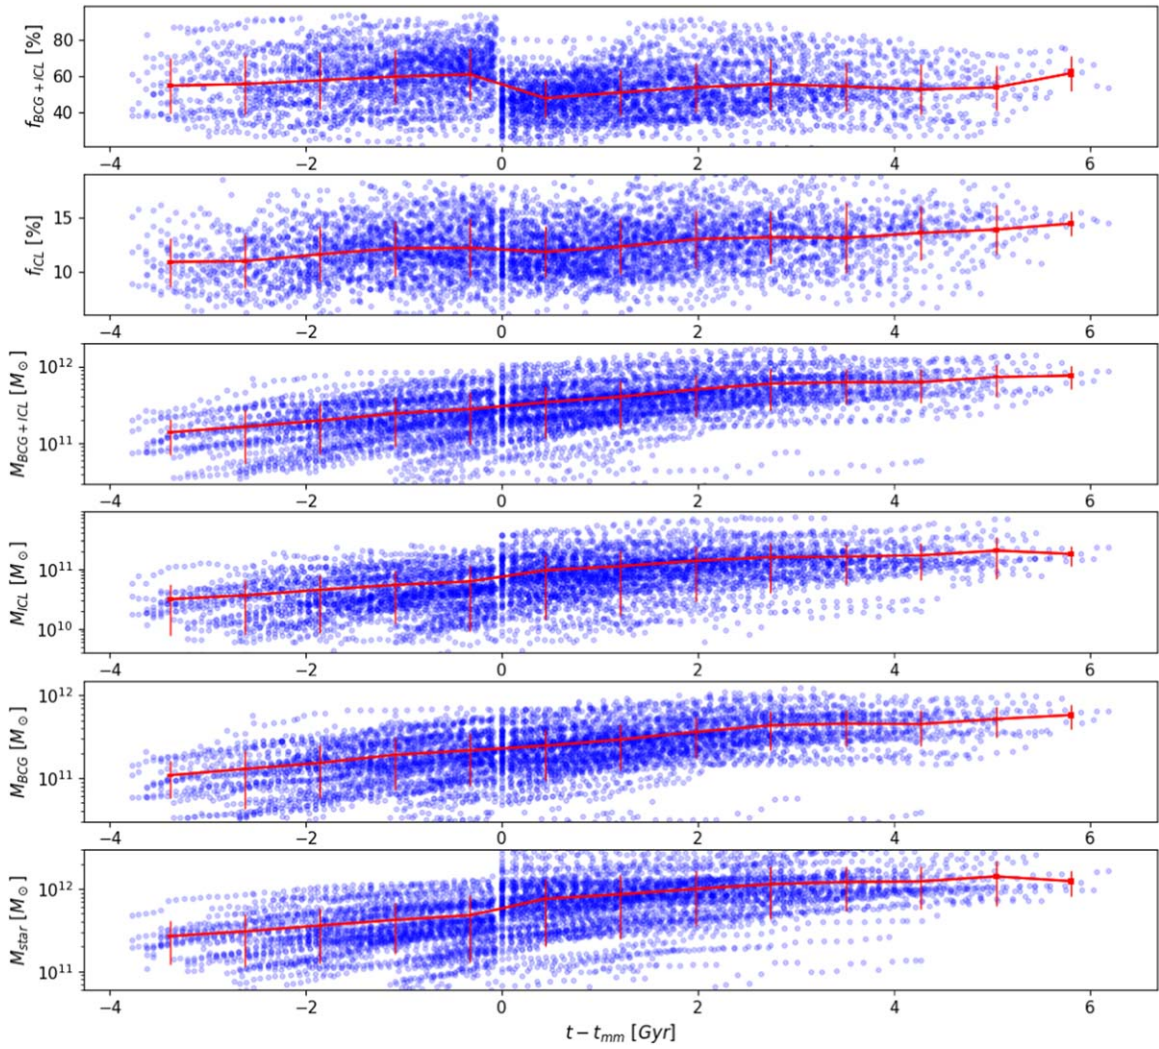 f_{BCG+ICL} [%]
80
60
40
−4 −2 0 2 4 6
f_{ICL} [%]
15
10
−4 −2 0 2 4 6
M_{BCG+ICL} [M_⊙]
10^{12}
10^{11}
−4 −2 0 2 4 6
M_{ICL} [M_⊙]
10^{11}
10^{10}
−4 −2 0 2 4 6
M_{BCG} [M_⊙]
10^{12}
10^{11}
−4 −2 0 2 4 6
M_{star} [M_⊙]
10^{12}
10^{11}
−4 −2 0 2 4 6
t − t_{mm} [Gyr]